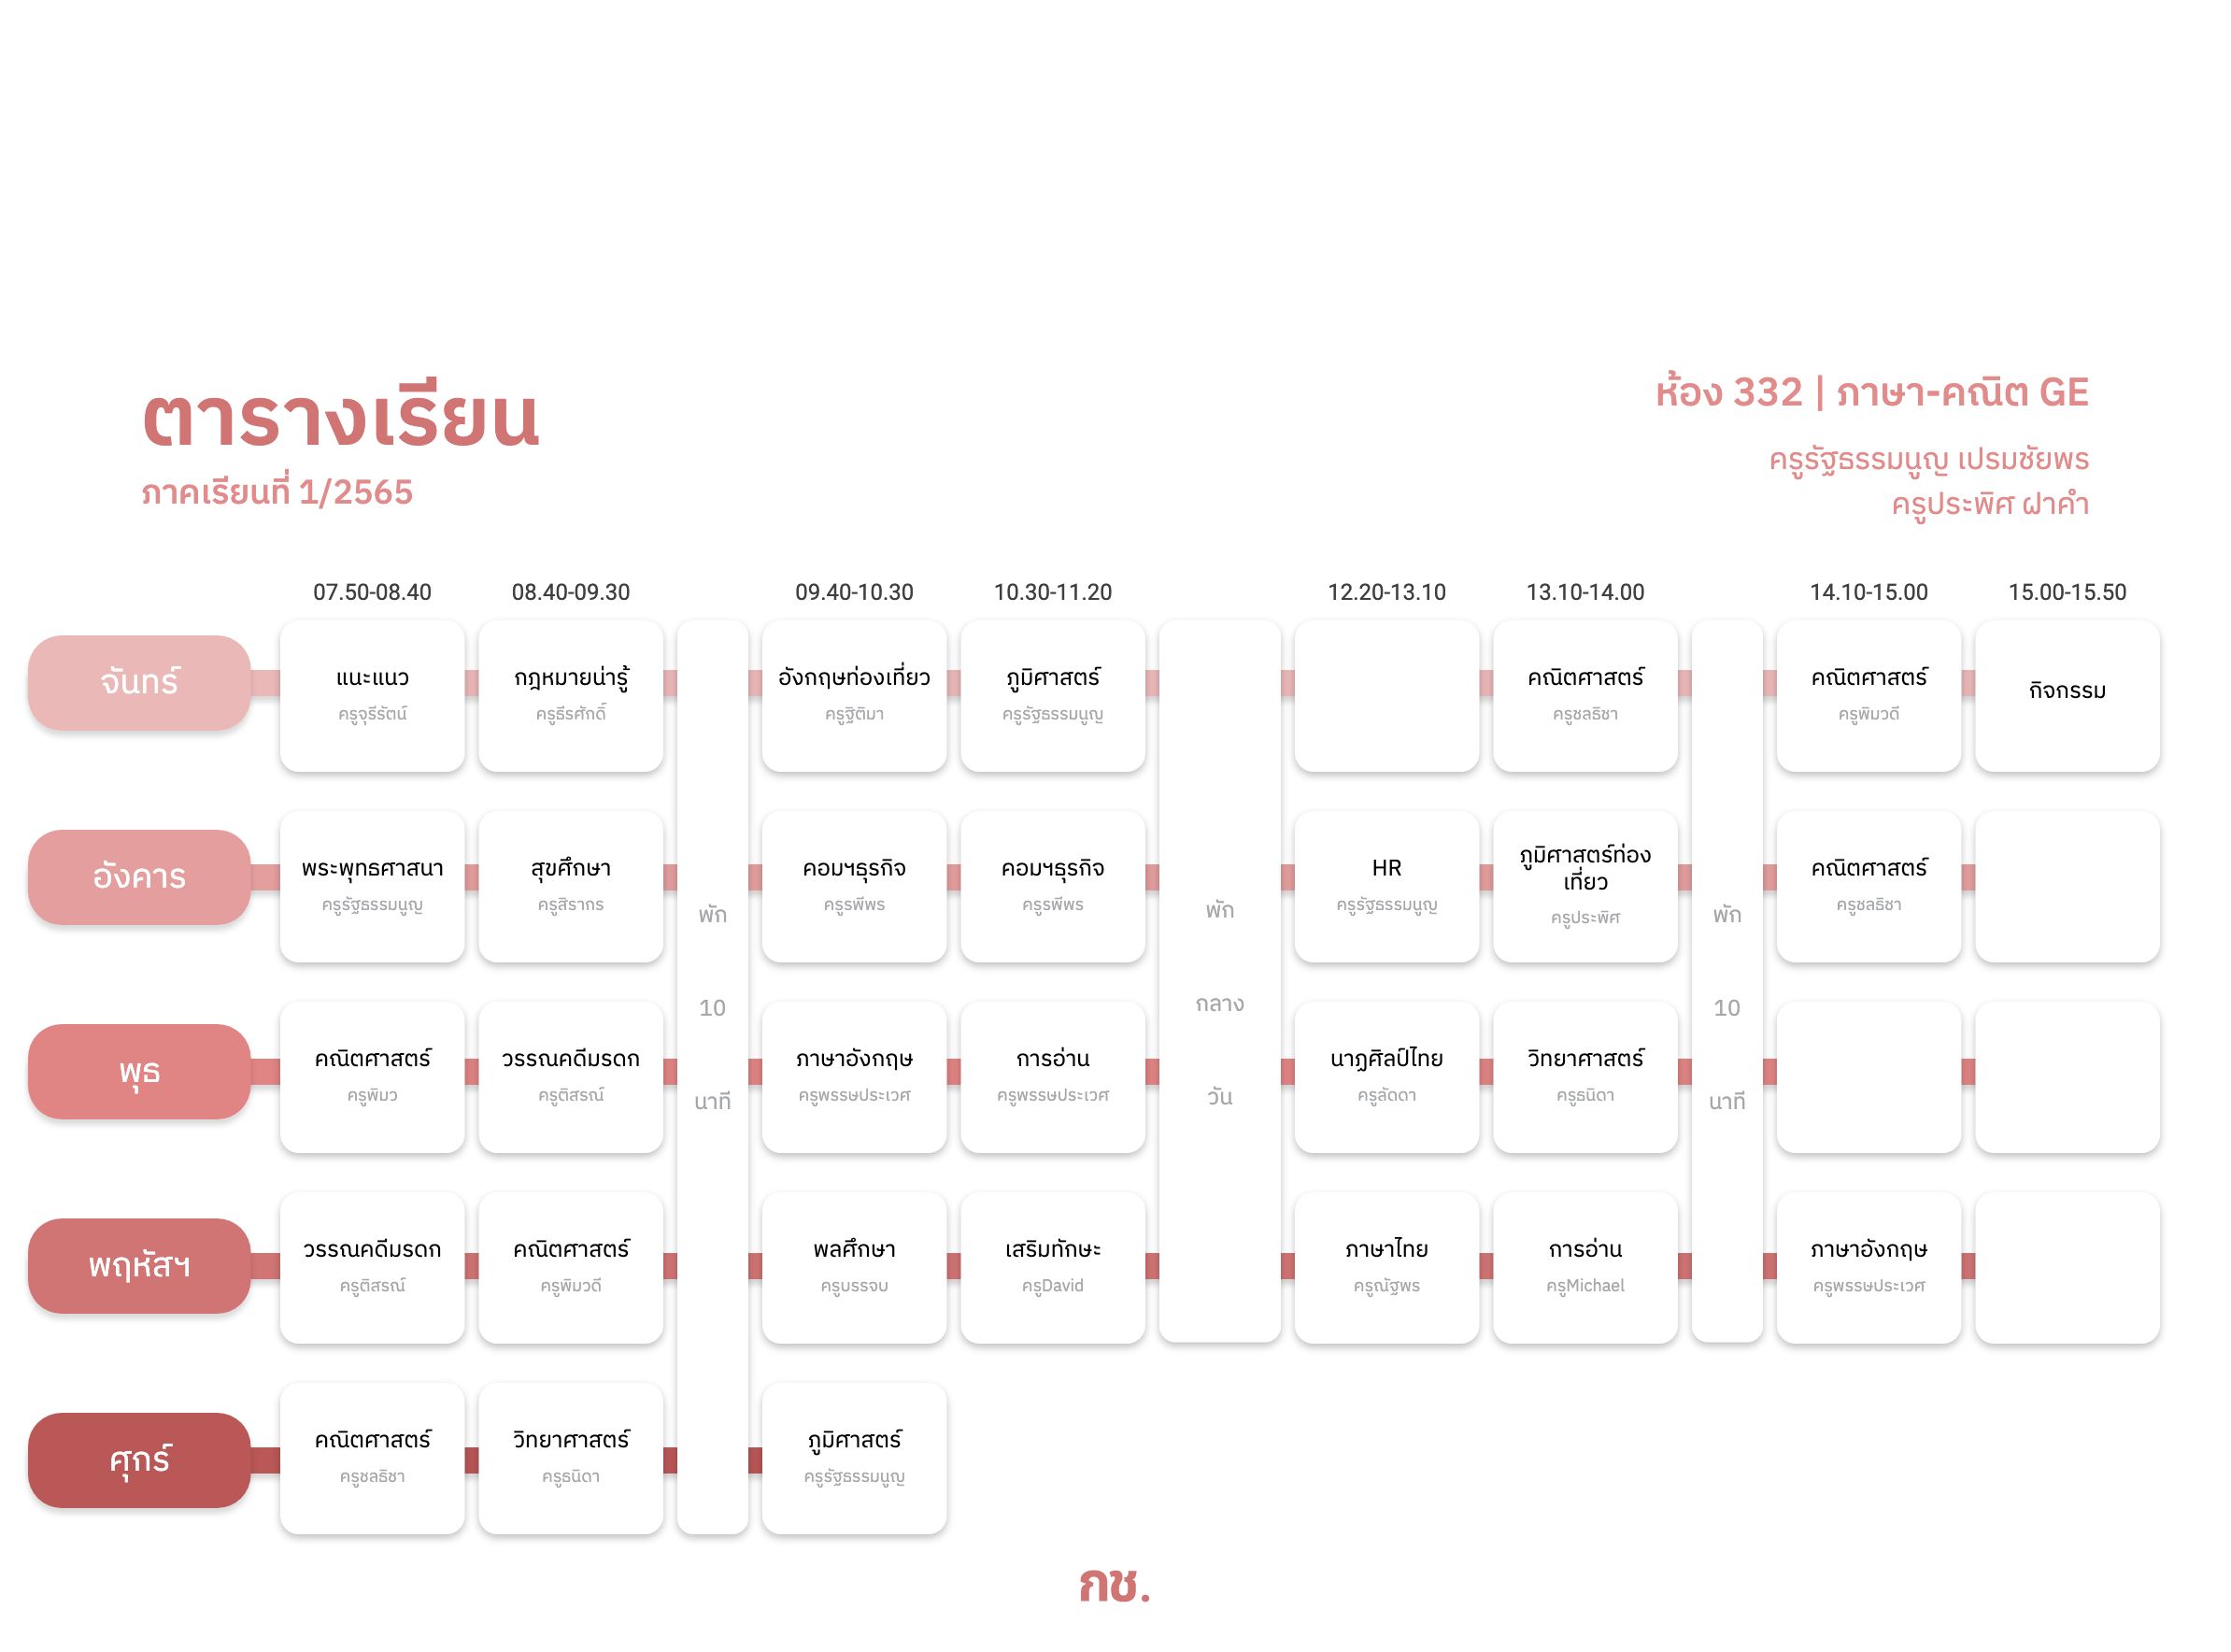 ตารางเรียน
ภาคเรียนที่ 1/2565
ห้อง 332 | ภาษา-คณิต GE
ครูรัฐธรรมนูญ เปรมชัยพร
ครูประพิศ ฝาคำ
07.50-08.40 08.40-09.30 09.40-10.30 10.30-11.20 12.20-13.10 13.10-14.00 14.10-15.00 15.00-15.50
จันทร์
แนะแนว
ครูจุรีรัตน์
กฎหมายน่ารู้
ครูธีรศักดิ์
อังกฤษท่องเที่ยว
ครูฐิติมา
ภูมิศาสตร์
ครูรัฐธรรมนูญ
คณิตศาสตร์
ครูชลธิชา
คณิตศาสตร์
ครูพิมวดี
กิจกรรม
อังคาร
พระพุทธศาสนา
ครูรัฐธรรมนูญ
สุขศึกษา
ครูสิรากร
คอมฯธุรกิจ
ครูรพีพร
คอมฯธุรกิจ
ครูรพีพร
HR
ครูรัฐธรรมนูญ
ภูมิศาสตร์ท่อง
เที่ยว
ครูประพิศ
คณิตศาสตร์
ครูชลธิชา
พัก
10
นาที
พัก
กลาง
วัน
พัก
10
นาที
พุธ
คณิตศาสตร์
ครูพิมว
วรรณคดีมรดก
ครูติสรณ์
ภาษาอังกฤษ
ครูพรรษประเวศ
การอ่าน
ครูพรรษประเวศ
นาฏศิลป์ไทย
ครูลัดดา
วิทยาศาสตร์
ครูธนิดา
พฤหัสฯ
วรรณคดีมรดก
ครูติสรณ์
คณิตศาสตร์
ครูพิมวดี
พลศึกษา
ครูบรรจบ
เสริมทักษะ
ครูDavid
ภาษาไทย
ครูณัฐพร
การอ่าน
ครูMichael
ภาษาอังกฤษ
ครูพรรษประเวศ
ศุกร์
คณิตศาสตร์
ครูชลธิชา
วิทยาศาสตร์
ครูธนิดา
ภูมิศาสตร์
ครูรัฐธรรมนูญ
กช.